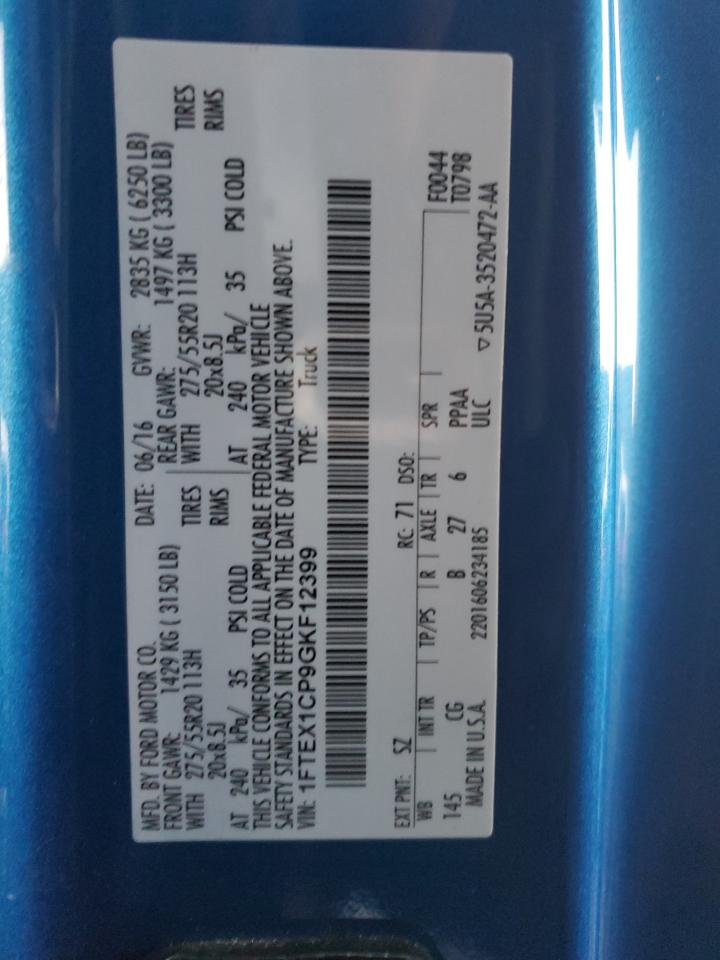 MFD. BY FORD MOTOR CO. DATE: 06/16 GVWR: 2835 KG ( 6250 LB)
FRONT GAWR: 1429 KG ( 3150 LB) REAR GAWR: 1497 KG ( 3300 LB)
WITH 275/55R20 113H TIRES WITH 275/55R20 113H TIRES
20x8.5J RIMS 20x8.5J RIMS
AT 240 kPa/ 35 PSI COLD AT 240 kPa/ 35 PSI COLD
THIS VEHICLE CONFORMS TO ALL APPLICABLE FEDERAL MOTOR VEHICLE
SAFETY STANDARDS IN EFFECT ON THE DATE OF MANUFACTURE SHOWN ABOVE.
VIN: 1FTEX1CP9GKF12399 TYPE: Truck
EXT PNT: SZ RC: 71 DSO:
WB INT TR TP/PS R AXLE TR SPR F0044
145 CG B 27 6 PPAA T0798
MADE IN U.S.A. 2201606234185 ULC ▽5U5A-3520472-AA